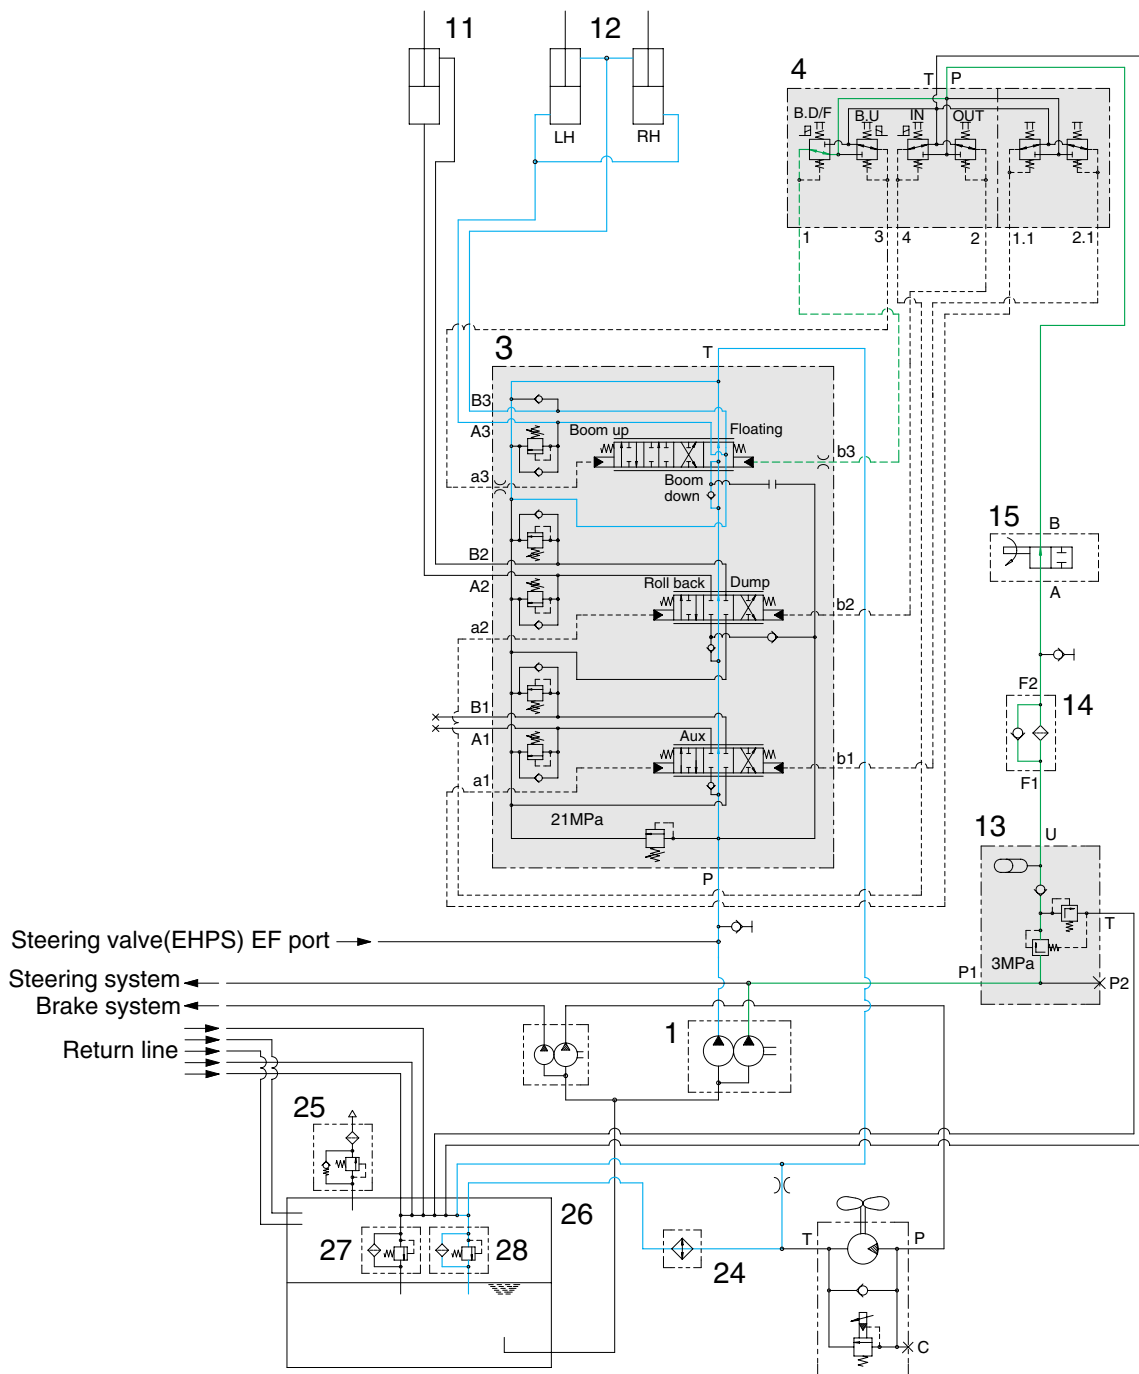 11
12
LH
RH
4
T P
B.D/F
B.U
IN
OUT
1
3
4
2
1.1
2.1
3
T
B3
A3
Boom up
Floating
b3
a3
Boom
down
B2
A2
Roll back
Dump
b2
a2
B1
A1
Aux
b1
a1
21MPa
P
15
B
A
F2
14
F1
13
U
T
3MPa
P1
P2
Steering valve(EHPS) EF port
Steering system
Brake system
Return line
1
25
26
27
28
24
T
P
C